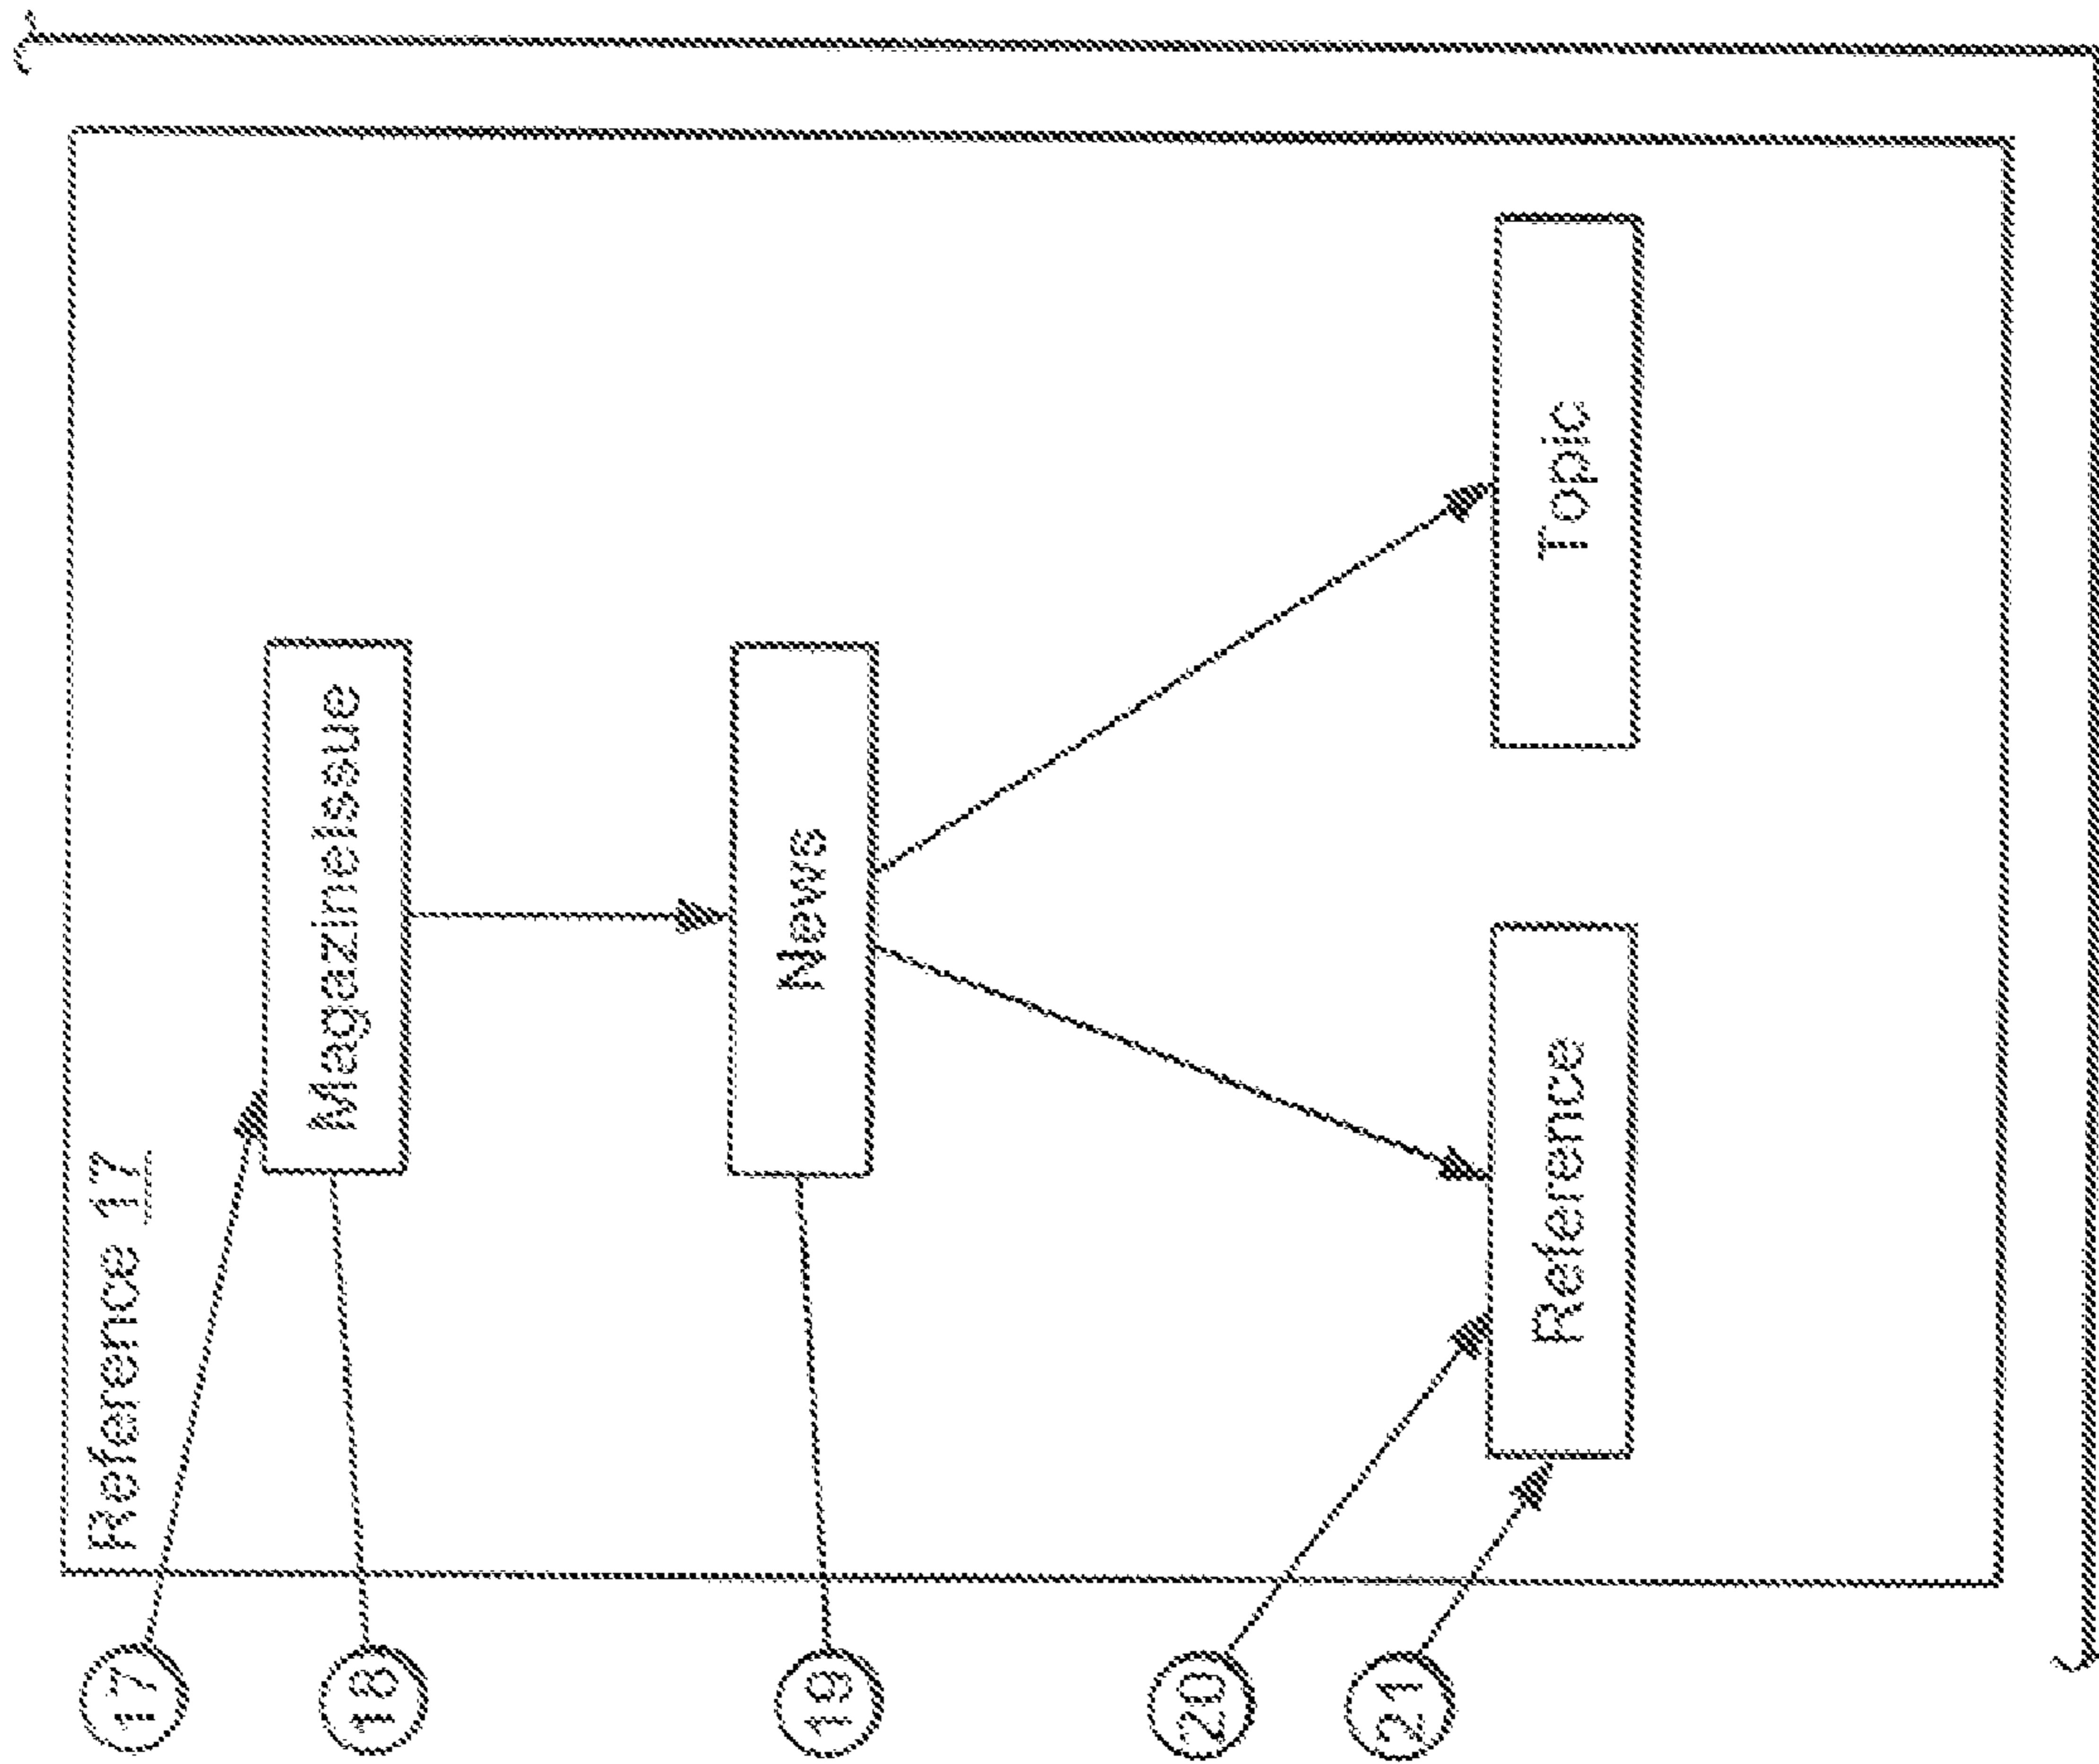 Reference 17
MagazineIssue
News
Reference
Topic
17
18
19
20
21